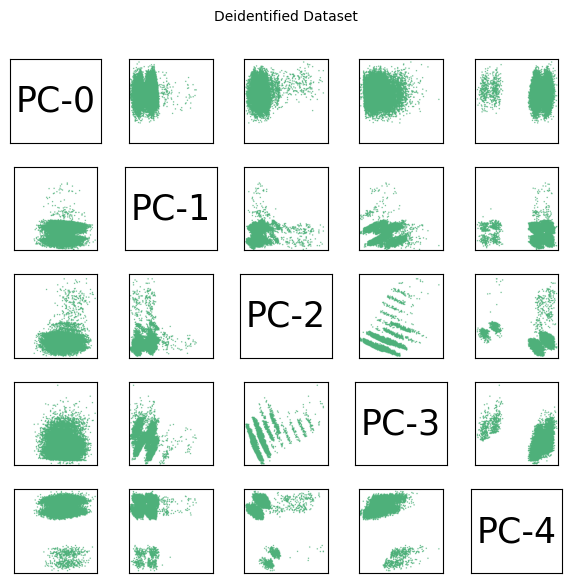 Deidentified Dataset
PC-0
PC-1
PC-2
PC-3
PC-4